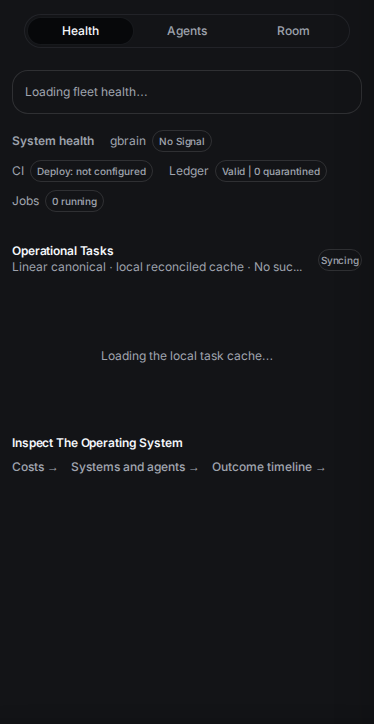 Health Agents Room
Loading fleet health...
System health gbrain No Signal
CI Deploy: not configured Ledger Valid | 0 quarantined
Jobs 0 running
Operational Tasks
Linear canonical · local reconciled cache · No suc...
Syncing
Loading the local task cache...
Inspect The Operating System
Costs → Systems and agents → Outcome timeline →